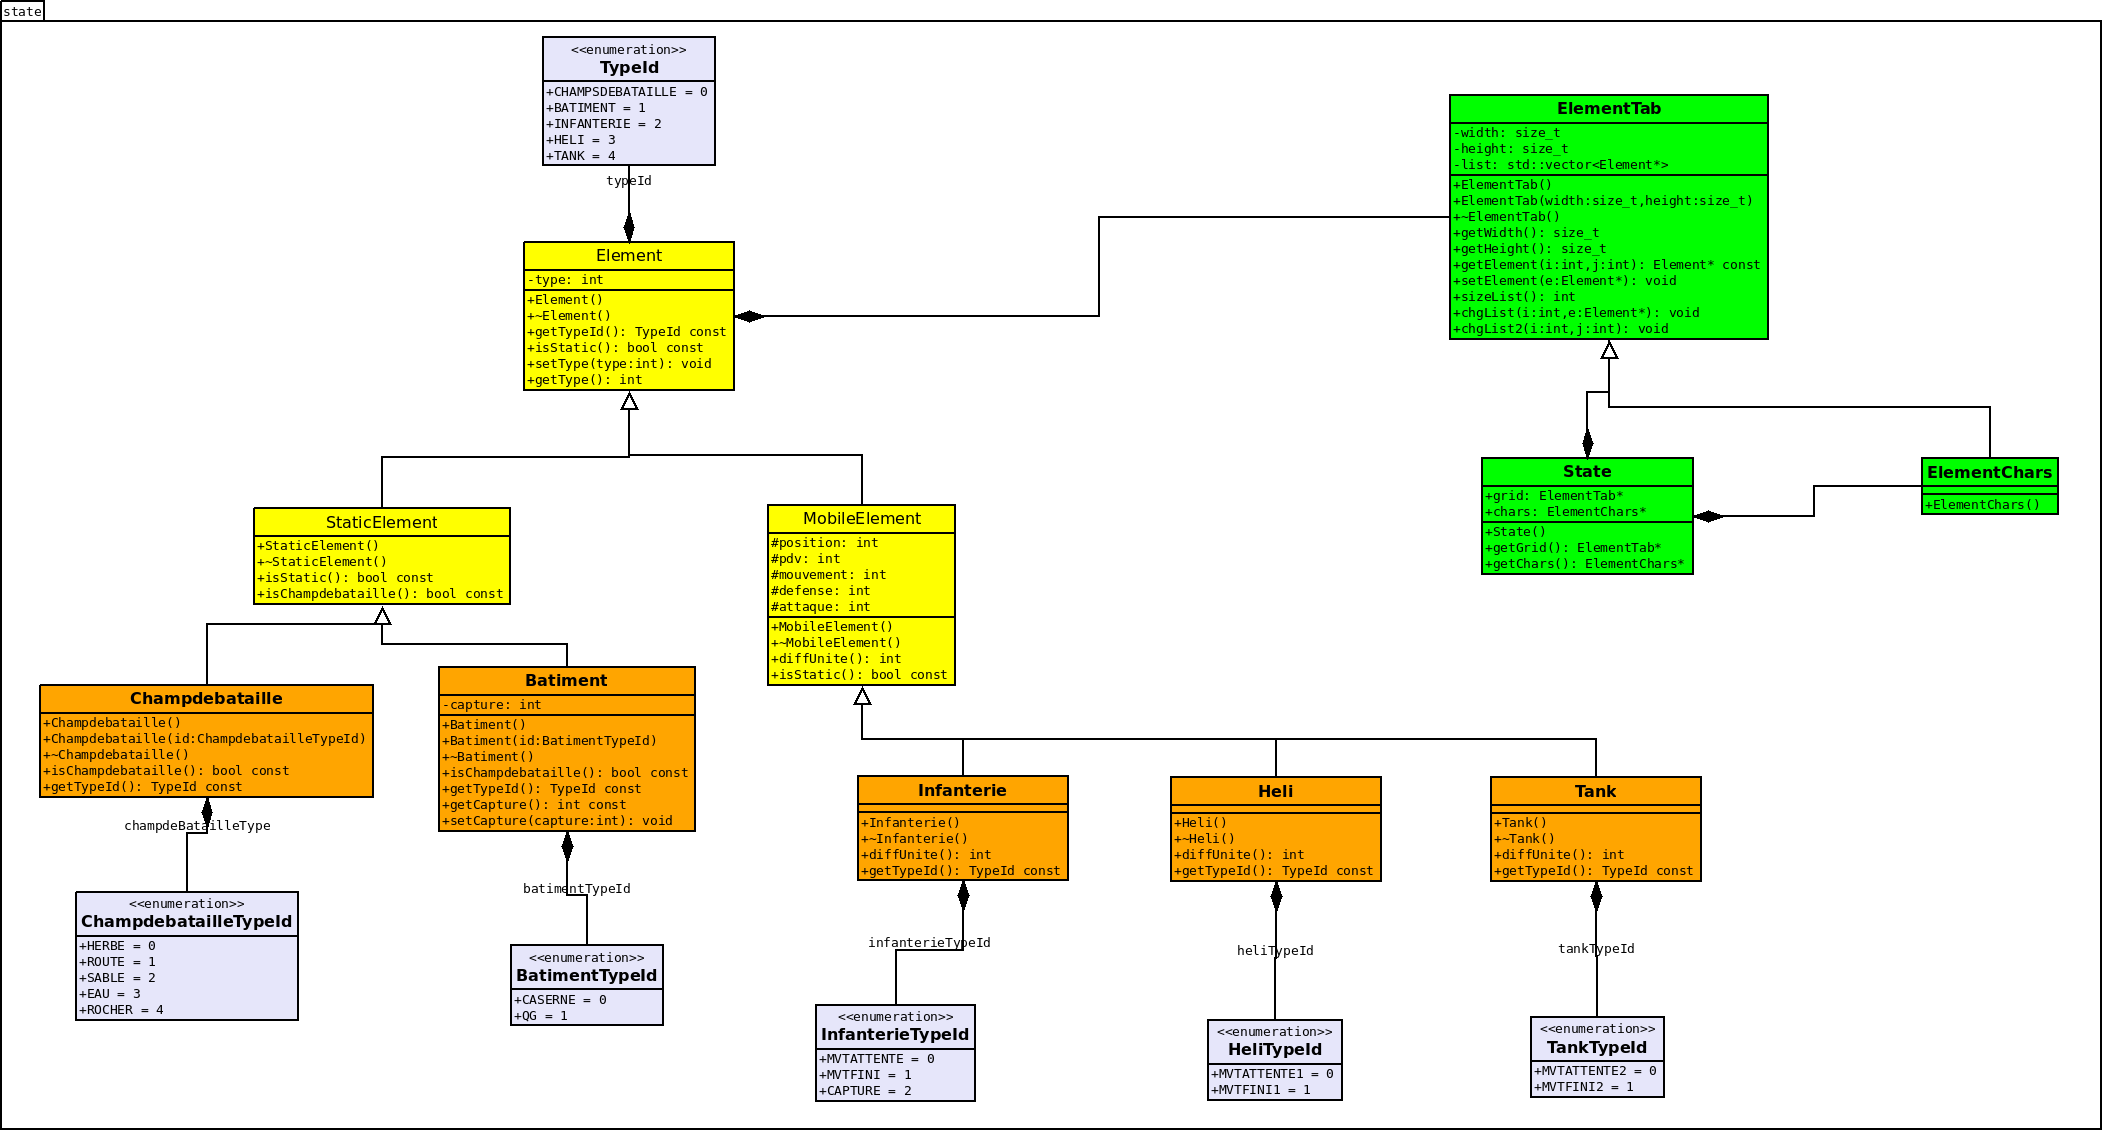 state
<<enumeration>>
TypeId
+CHAMPSDEBATAILLE = 0
+BATIMENT = 1
+INFANTERIE = 2
+HELI = 3
+TANK = 4
typeId
ElementTab
-width: size_t
-height: size_t
-list: std::vector<Element*>
+ElementTab()
+ElementTab(width:size_t,height:size_t)
+~ElementTab()
+getWidth(): size_t
+getHeight(): size_t
+getElement(i:int,j:int): Element* const
+setElement(e:Element*): void
+sizeList(): int
+chgList(i:int,e:Element*): void
+chgList2(i:int,j:int): void
Element
-type: int
+Element()
+~Element()
+getTypeId(): TypeId const
+isStatic(): bool const
+setType(type:int): void
+getType(): int
State
+grid: ElementTab*
+chars: ElementChars*
+State()
+getGrid(): ElementTab*
+getChars(): ElementChars*
ElementChars
+ElementChars()
StaticElement
+StaticElement()
+~StaticElement()
+isStatic(): bool const
+isChampdebataille(): bool const
MobileElement
#position: int
#pdv: int
#mouvement: int
#defense: int
#attaque: int
+MobileElement()
+~MobileElement()
+diffUnite(): int
+isStatic(): bool const
Champdebataille
+Champdebataille()
+Champdebataille(id:ChampdebatailleTypeId)
+~Champdebataille()
+isChampdebataille(): bool const
+getTypeId(): TypeId const
champdeBatailleType
Batiment
-capture: int
+Batiment()
+Batiment(id:BatimentTypeId)
+~Batiment()
+isChampdebataille(): bool const
+getTypeId(): TypeId const
+getCapture(): int const
+setCapture(capture:int): void
batimentTypeId
Infanterie
+Infanterie()
+~Infanterie()
+diffUnite(): int
+getTypeId(): TypeId const
infanterieTypeId
Heli
+Heli()
+~Heli()
+diffUnite(): int
+getTypeId(): TypeId const
heliTypeId
Tank
+Tank()
+~Tank()
+diffUnite(): int
+getTypeId(): TypeId const
tankTypeId
<<enumeration>>
ChampdebatailleTypeId
+HERBE = 0
+ROUTE = 1
+SABLE = 2
+EAU = 3
+ROCHER = 4
<<enumeration>>
BatimentTypeId
+CASERNE = 0
+QG = 1
<<enumeration>>
InfanterieTypeId
+MVTATTENTE = 0
+MVTFINI = 1
+CAPTURE = 2
<<enumeration>>
HeliTypeId
+MVTATTENTE1 = 0
+MVTFINI1 = 1
<<enumeration>>
TankTypeId
+MVTATTENTE2 = 0
+MVTFINI2 = 1